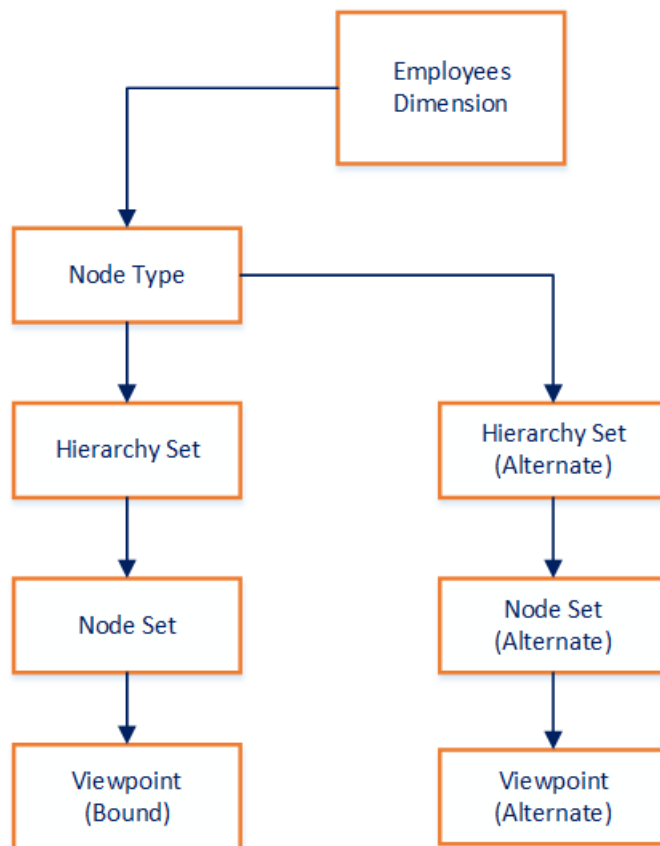 Employees
Dimension
Node Type
Hierarchy Set
Hierarchy Set
(Alternate)
Node Set
Node Set
(Alternate)
Viewpoint
(Bound)
Viewpoint
(Alternate)